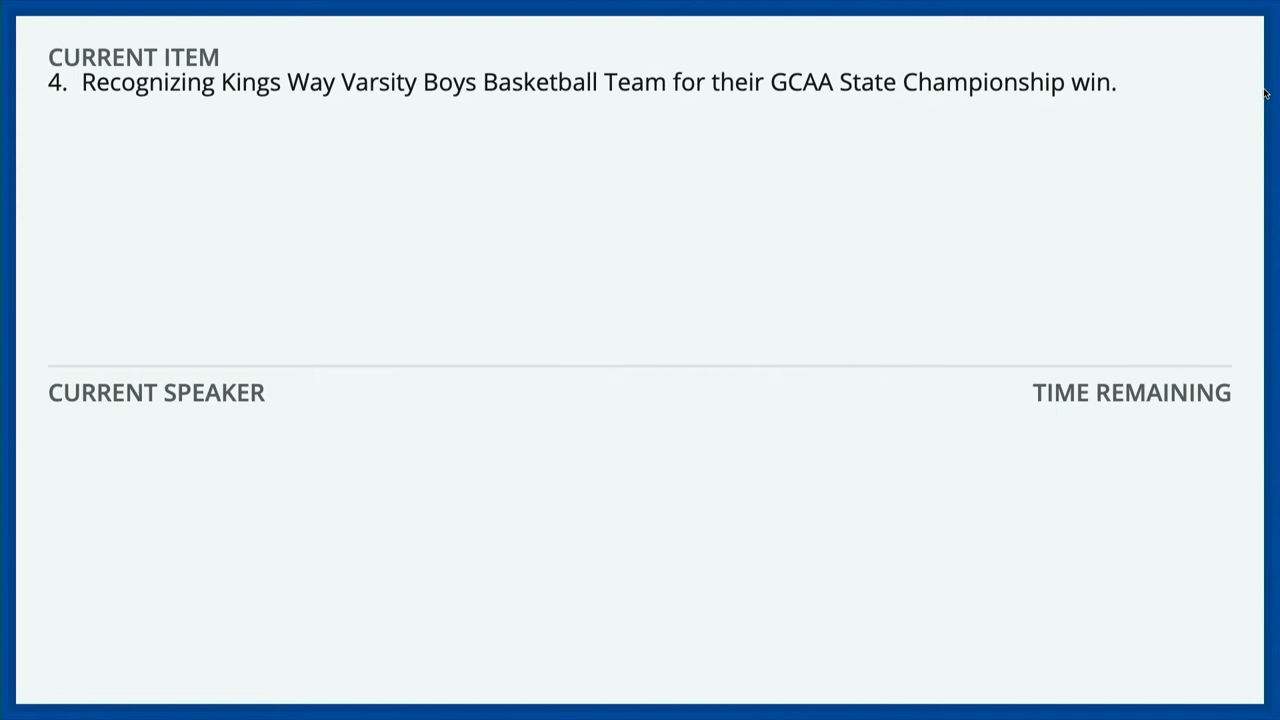 CURRENT ITEM
4. Recognizing Kings Way Varsity Boys Basketball Team for their GCAA State Championship win.
CURRENT SPEAKER
TIME REMAINING